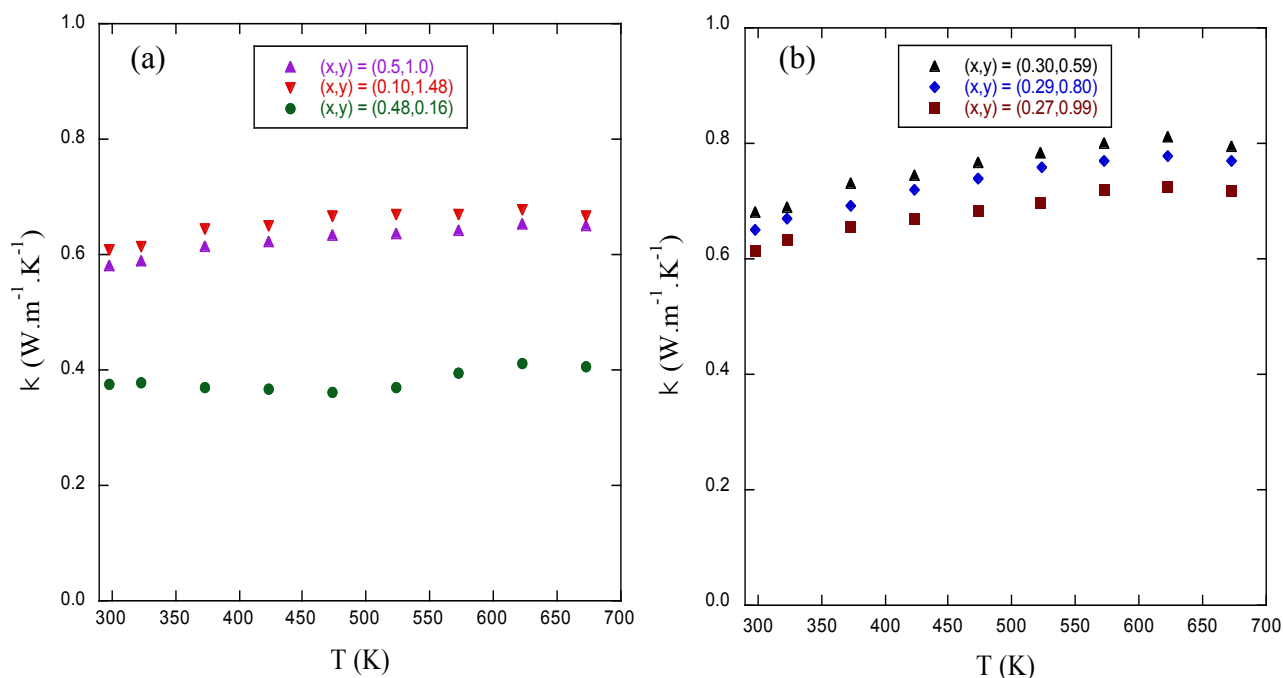 (a)
(x,y) = (0.5,1.0)
(x,y) = (0.10,1.48)
(x,y) = (0.48,0.16)
1.0
0.8
0.6
0.4
0.2
0.0
k (W.m⁻¹.K⁻¹)
300 350 400 450 500 550 600 650 700
T (K)
(b)
(x,y) = (0.30,0.59)
(x,y) = (0.29,0.80)
(x,y) = (0.27,0.99)
1.0
0.8
0.6
0.4
0.2
0.0
k (W.m⁻¹.K⁻¹)
300 350 400 450 500 550 600 650 700
T (K)